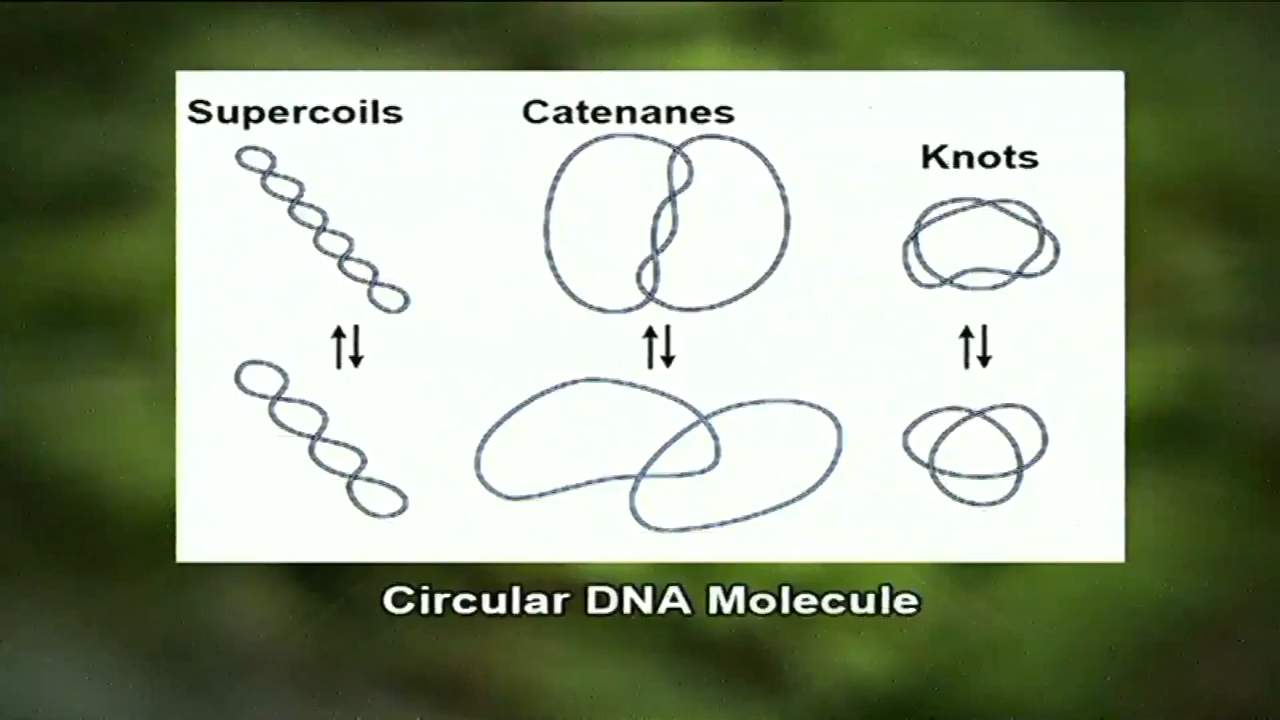 Supercoils
Catenanes
Knots
Circular DNA Molecule